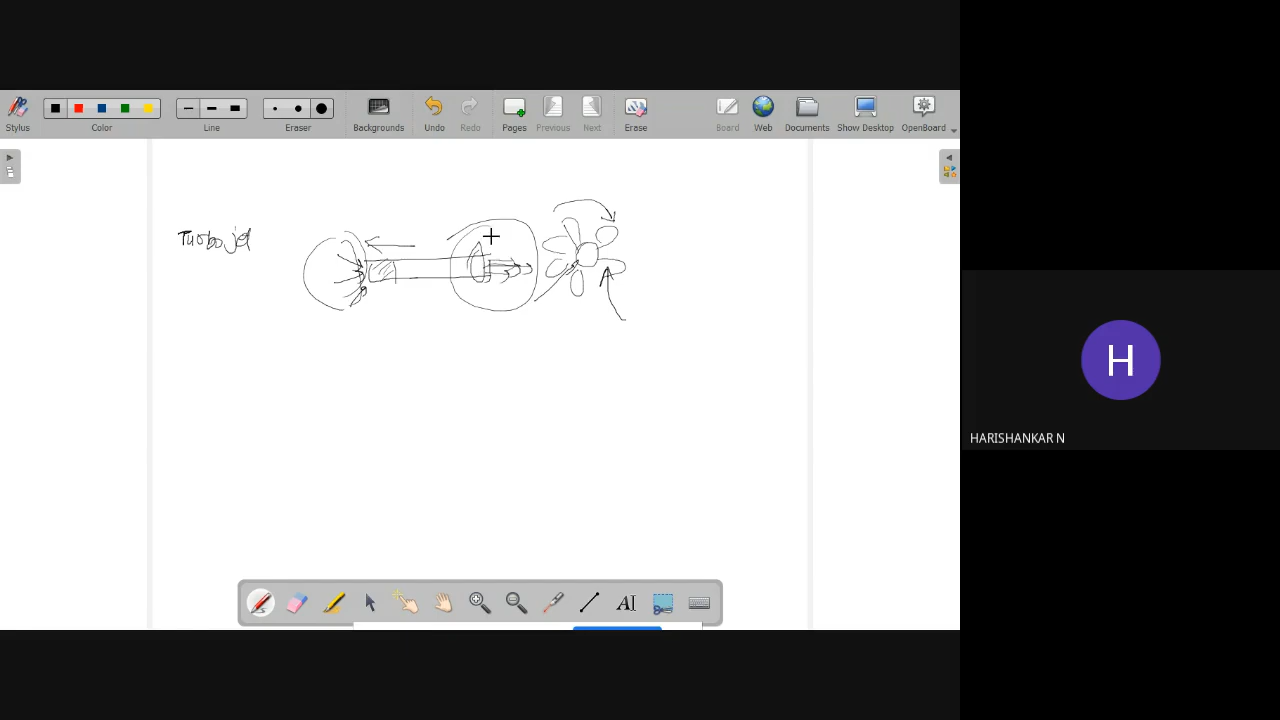 Stylus
Color
Line
Eraser
Backgrounds
Undo
Redo
Pages
Previous
Next
Erase
Board
Web
Documents
Show Desktop
OpenBoard
Turbojet
AI
H
HARISHANKAR N